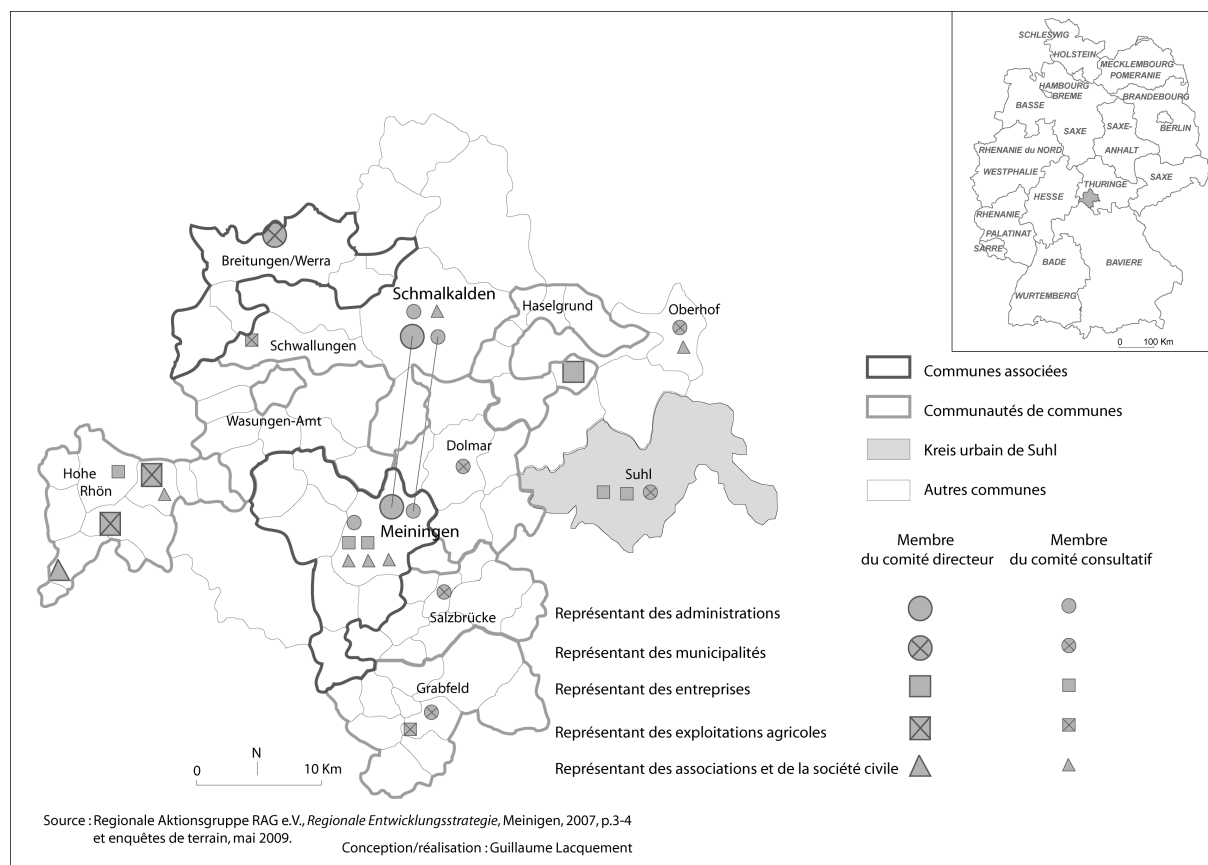 SCHLESWIG
HOLSTEIN
MECKLEMBOURG
POMERANIE
HAMBOURG
BREME
BRANDEBOURG
BASSE
SAXE
SAXE-
ANHALT
BERLIN
RHENANIE du NORD
WESTPHALIE
HESSE
THURINGE
SAXE
RHENANIE
PALATINAT
SARRE
BADE
WURTEMBERG
BAVIERE
0 100 Km
Breitungen/Werra
Schmalkalden
Haselgrund
Oberhof
Schwallungen
Wasungen-Amt
Dolmar
Hohe
Rhön
Suhl
Meiningen
Salzbrücke
Grabfeld
N
0 10 Km
Communes associées
Communautés de communes
Kreis urbain de Suhl
Autres communes
Membre
du comité directeur
Membre
du comité consultatif
Représentant des administrations
Représentant des municipalités
Représentant des entreprises
Représentant des exploitations agricoles
Représentant des associations et de la société civile
Source : Regionale Aktionsgruppe RAG e.V., Regionale Entwicklungsstrategie, Meinigen, 2007, p.3-4
et enquêtes de terrain, mai 2009.
Conception/réalisation : Guillaume Lacquement